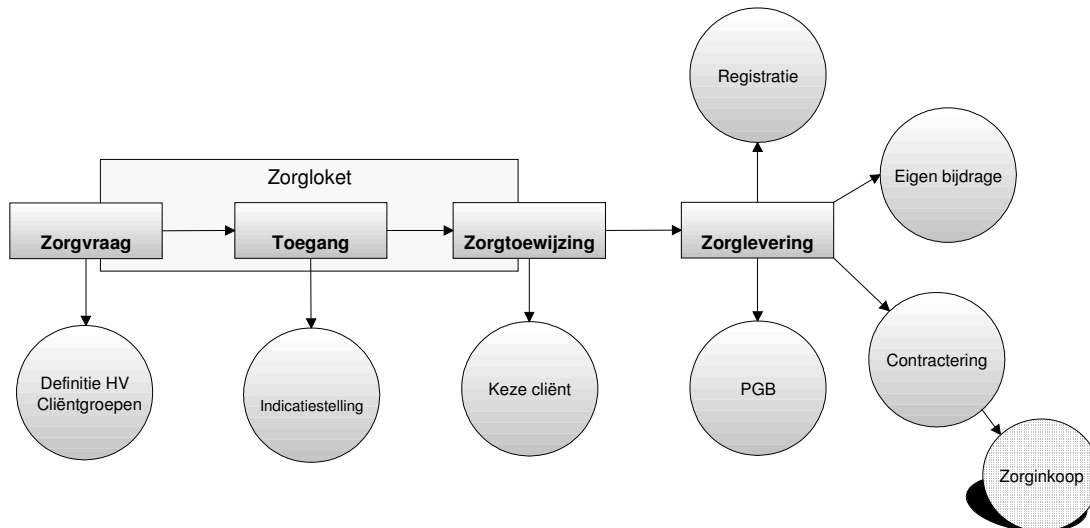 Registratie
Eigen bijdrage
Zorgloket
Zorgvraag
Toegang
Zorgtoewijzing
Zorglevering
Definitie HV
Cliëntgroepen
Indicatiestelling
Keze cliënt
PGB
Contractering
Zorginkoop